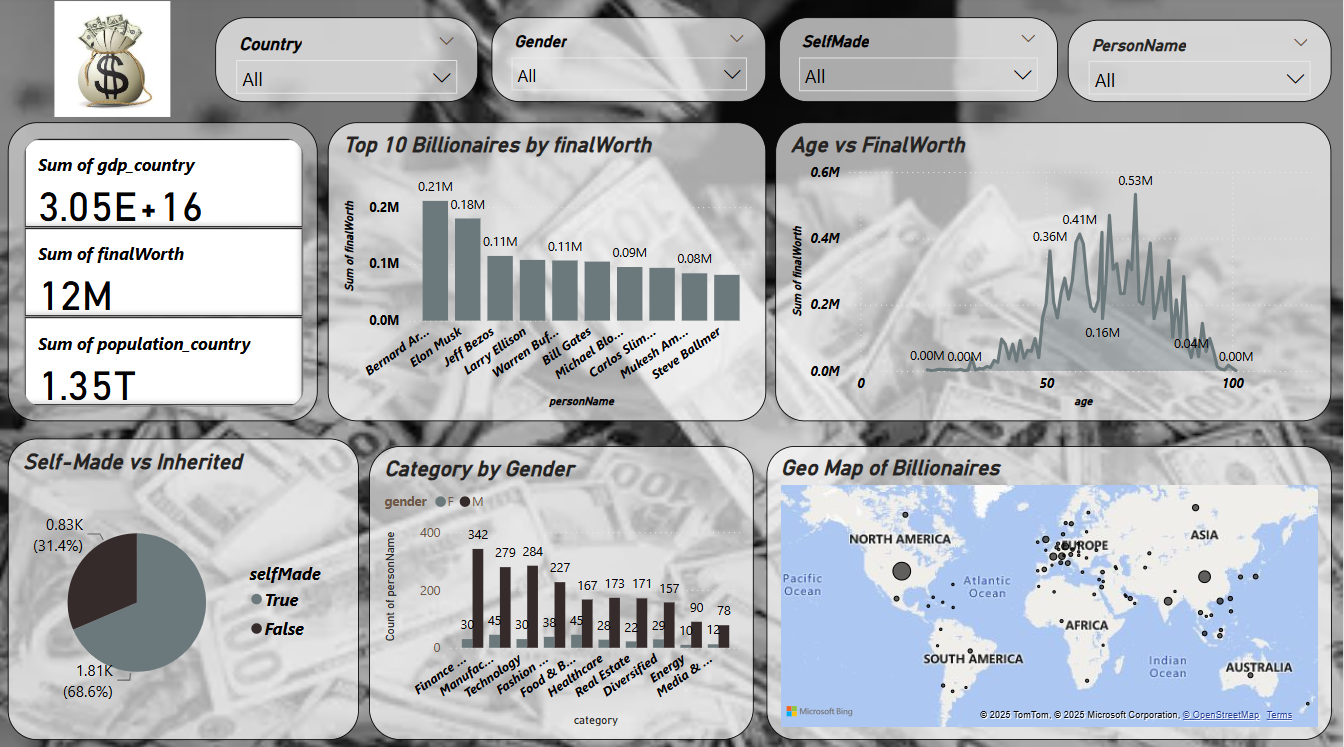 $
Country
All
Gender
All
SelfMade
All
PersonName
All
Sum of gdp_country
3.05E+16
Sum of finalWorth
12M
Sum of population_country
1.35T
Top 10 Billionaires by finalWorth
Sum of finalWorth
0.2M
0.1M
0.0M
0.21M
0.18M
0.11M
0.11M
0.09M
0.08M
Bernard Ar...
Elon Musk
Jeff Bezos
Larry Ellison
Warren Buf...
Bill Gates
Michael Blo...
Carlos Slim...
Mukesh Am...
Steve Ballmer
personName
Age vs FinalWorth
Sum of finalWorth
0.6M
0.4M
0.2M
0.0M
0.00M
0.00M
0.36M
0.41M
0.16M
0.53M
0.04M
0.00M
0
50
100
age
Self-Made vs Inherited
0.83K
(31.4%)
1.81K
(68.6%)
selfMade
True
False
Category by Gender
gender F M
Count of personName
400
200
0
30
342
45
279
30
284
38
227
45
167
28
173
22
171
29
157
10
90
12
78
Finance ...
Manufac...
Technology
Fashion ...
Food & B...
Healthcare
Real Estate
Diversified
Energy
Media & ...
category
Geo Map of Billionaires
NORTH AMERICA
EUROPE
ASIA
Pacific
Ocean
Atlantic
Ocean
AFRICA
SOUTH AMERICA
Indian
Ocean
AUSTRALIA
Microsoft Bing
© 2025 TomTom, © 2025 Microsoft Corporation, © OpenStreetMap Terms